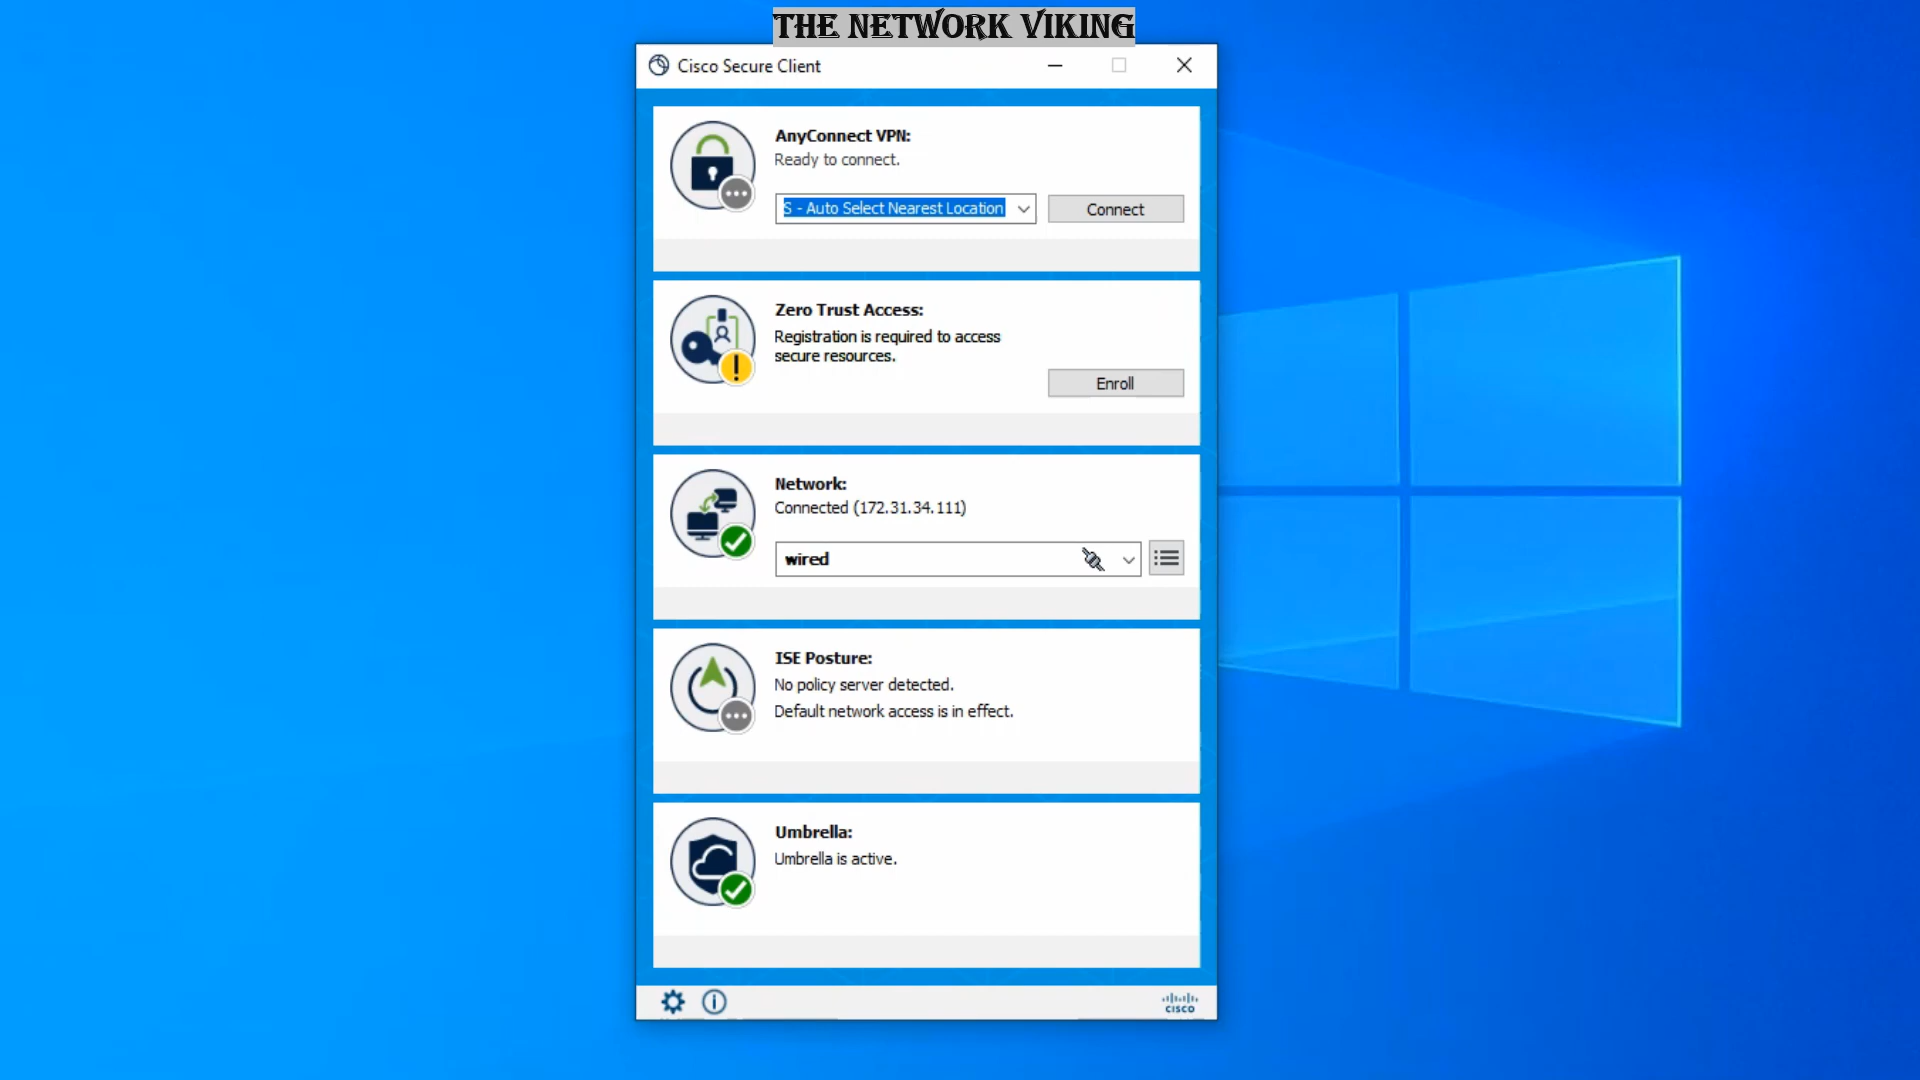 THE NETWORK VIKING
Cisco Secure Client
AnyConnect VPN:
Ready to connect.
S - Auto Select Nearest Location
Connect
Zero Trust Access:
Registration is required to access
secure resources.
Enroll
Network:
Connected (172.31.34.111)
wired
ISE Posture:
No policy server detected.
Default network access is in effect.
Umbrella:
Umbrella is active.
CISCO